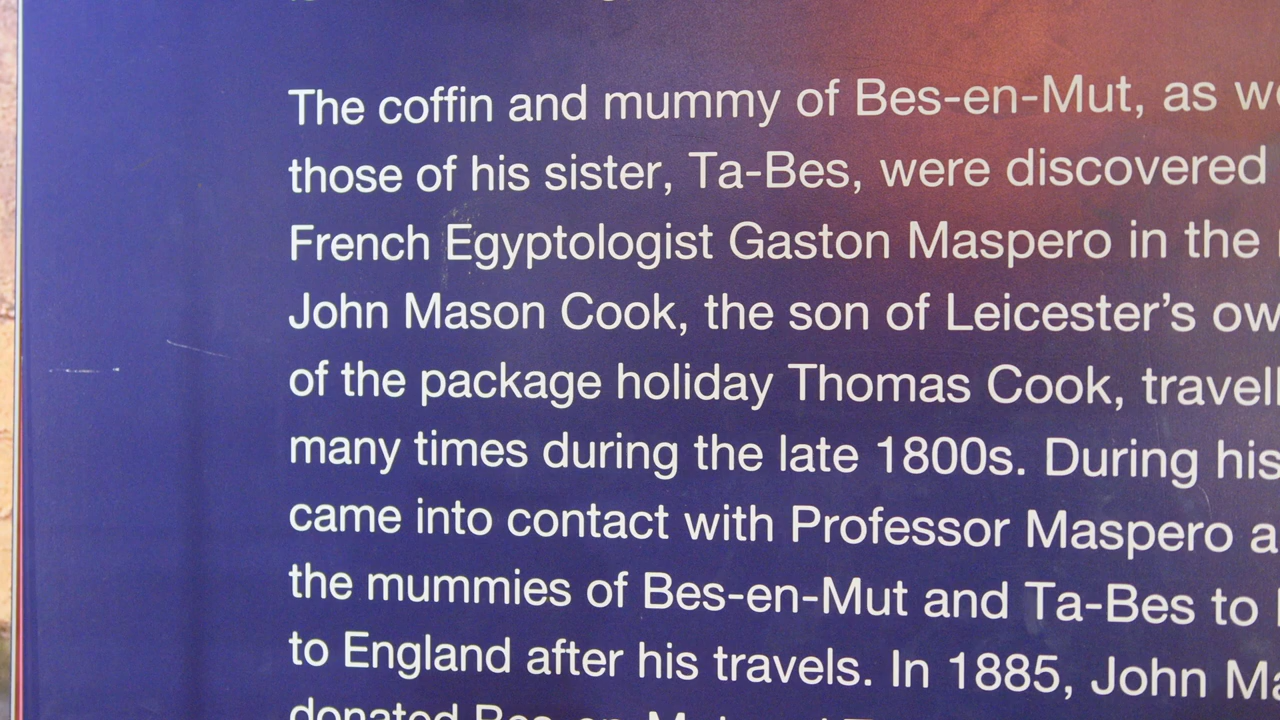 The coffin and mummy of Bes-en-Mut, as
those of his sister, Ta-Bes, were discovered
French Egyptologist Gaston Maspero in the
John Mason Cook, the son of Leicester's
of the package holiday Thomas Cook,
many times during the late 1800s. During his
came into contact with Professor Maspero
the mummies of Bes-en-Mut and Ta-Bes to
to England after his travels. In 1885, John
donated